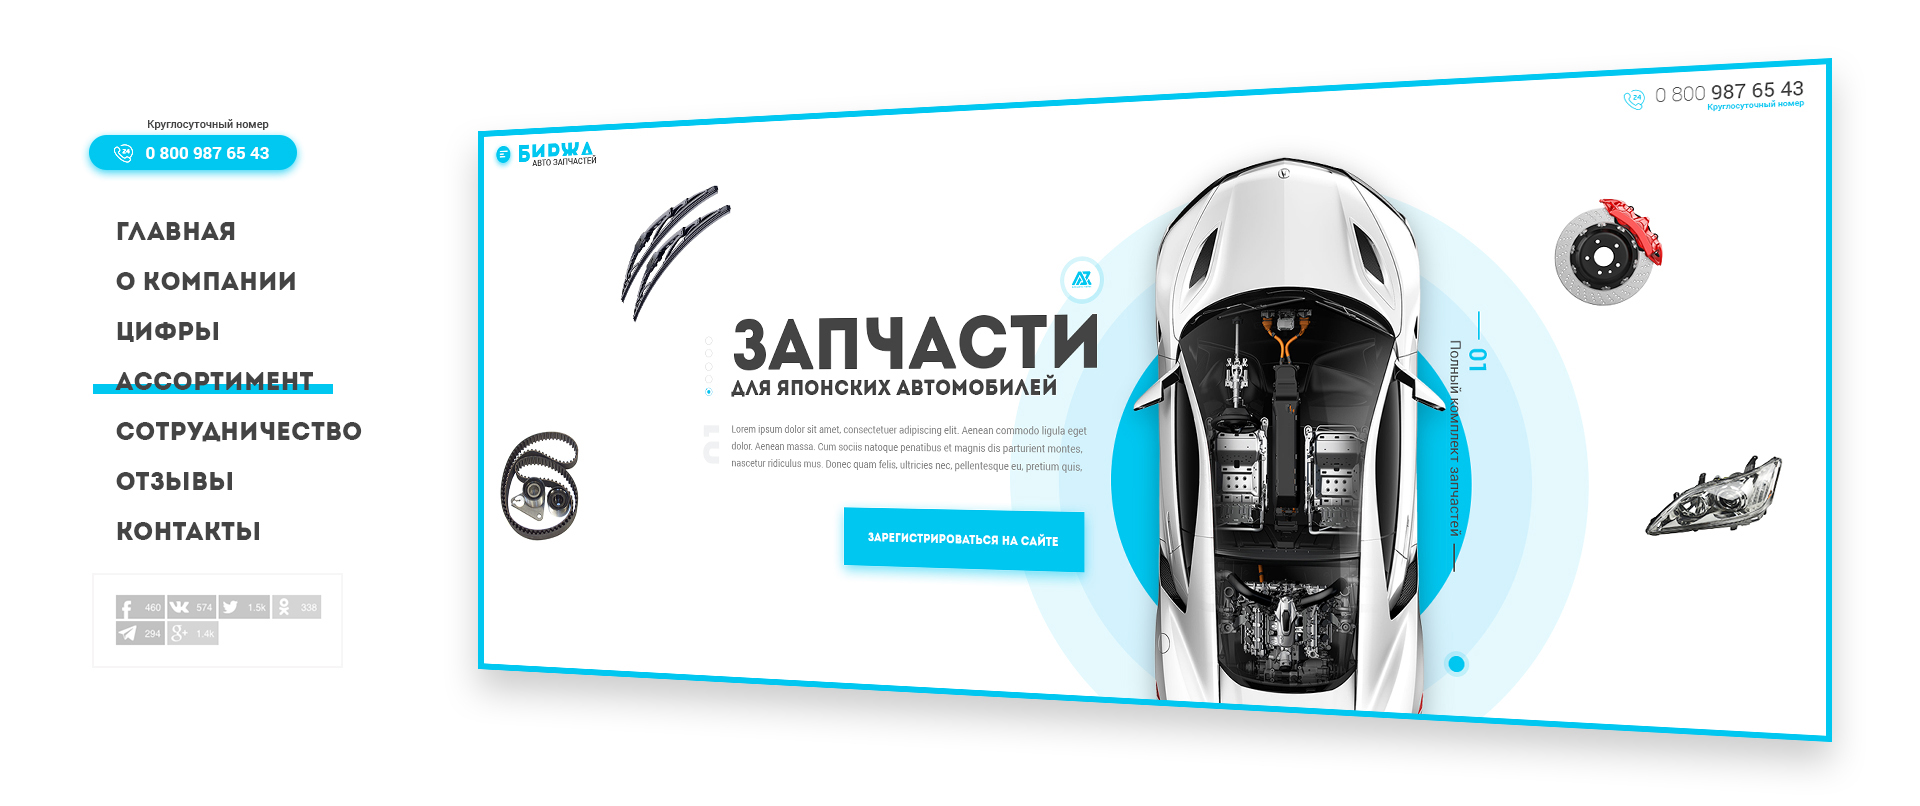 Круглосуточный номер
0 800 987 65 43
ГЛАВНАЯ
О КОМПАНИИ
ЦИФРЫ
АССОРТИМЕНТ
СОТРУДНИЧЕСТВО
ОТЗЫВЫ
КОНТАКТЫ
460 574 1.5k 338
294 1.4k
БИРЖА
АВТО ЗАПЧАСТЕЙ
24 0 800 987 65 43
Круглосуточный номер
АЗ
ЗАПЧАСТИ
ДЛЯ ЯПОНСКИХ АВТОМОБИЛЕЙ
01
Lorem ipsum dolor sit amet, consectetuer adipiscing elit. Aenean commodo ligula eget
dolor. Aenean massa. Cum sociis natoque penatibus et magnis dis parturient montes,
nascetur ridiculus mus. Donec quam felis, ultricies nec, pellentesque eu, pretium quis,
ЗАРЕГИСТРИРОВАТЬСЯ НА САЙТЕ
01
Полный комплект запчастей